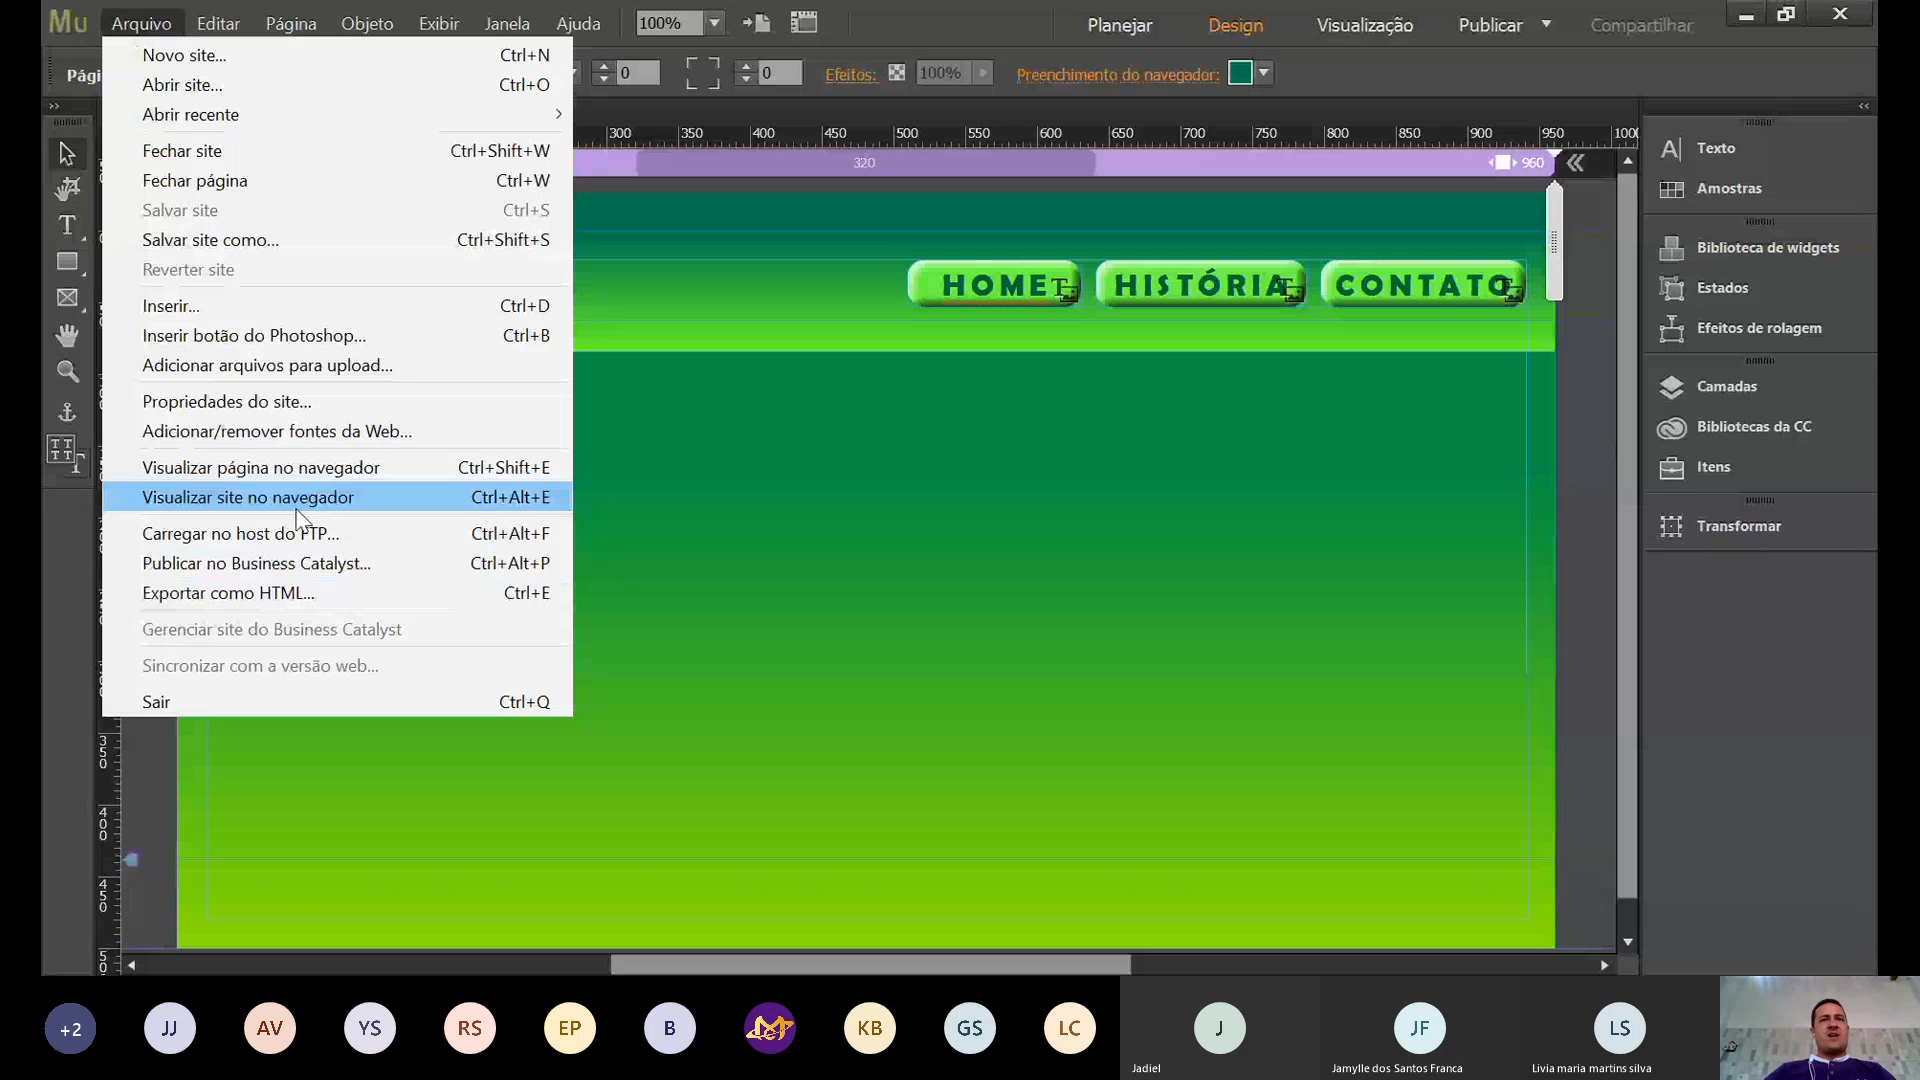 Mu Arquivo Editar Página Objeto Exibir Janela Ajuda 100% Planejar Design Visualização Publicar Compartilhar
0 0 Efeitos: 100% Preenchimento do navegador:
Novo site... Ctrl+N
Abrir site... Ctrl+O
Abrir recente
Fechar site Ctrl+Shift+W
Fechar página Ctrl+W
Salvar site Ctrl+S
Salvar site como... Ctrl+Shift+S
Reverter site
Inserir... Ctrl+D
Inserir botão do Photoshop... Ctrl+B
Adicionar arquivos para upload...
Propriedades do site...
Adicionar/remover fontes da Web...
Visualizar página no navegador Ctrl+Shift+E
Visualizar site no navegador Ctrl+Alt+E
Carregar no host do FTP... Ctrl+Alt+F
Publicar no Business Catalyst... Ctrl+Alt+P
Exportar como HTML... Ctrl+E
Gerenciar site do Business Catalyst
Sincronizar com a versão web...
Sair Ctrl+Q
300 350 400 450 500 550 600 650 700 750 800 850 900 950
320 960
HOME HISTÓRIA CONTATO
350
400
450
Texto
Amostras
Biblioteca de widgets
Estados
Efeitos de rolagem
Camadas
Bibliotecas da CC
Itens
Transformar
+2 JJ AV YS RS EP B KB GS LC J JF LS
Jadiel Jamylle dos Santos Franca Livia maria martins silva